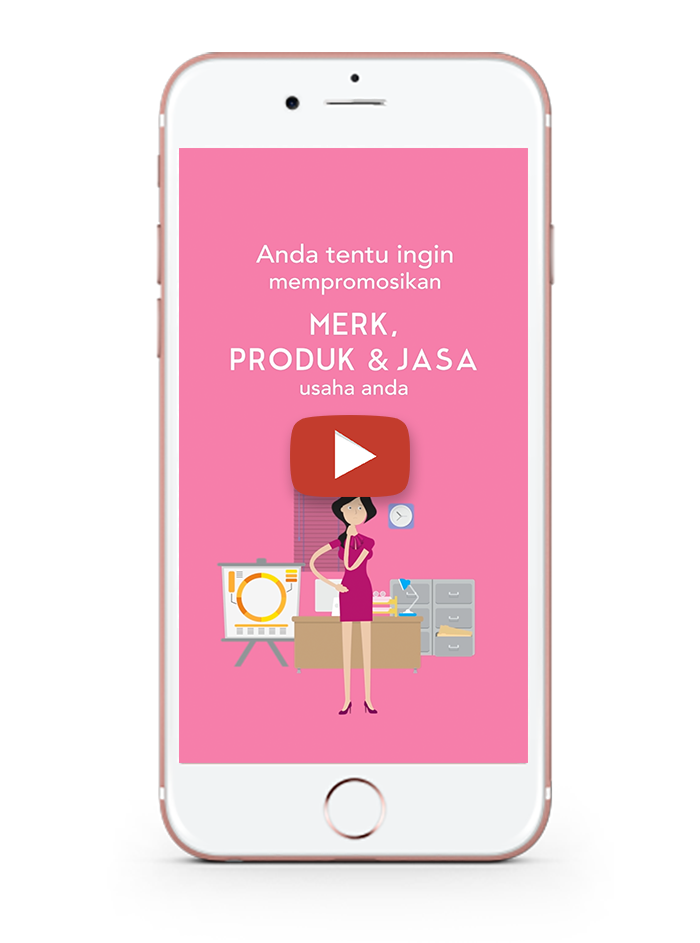 Anda tentu ingin
mempromosikan
MERK,
PRODUK & JASA
usaha anda